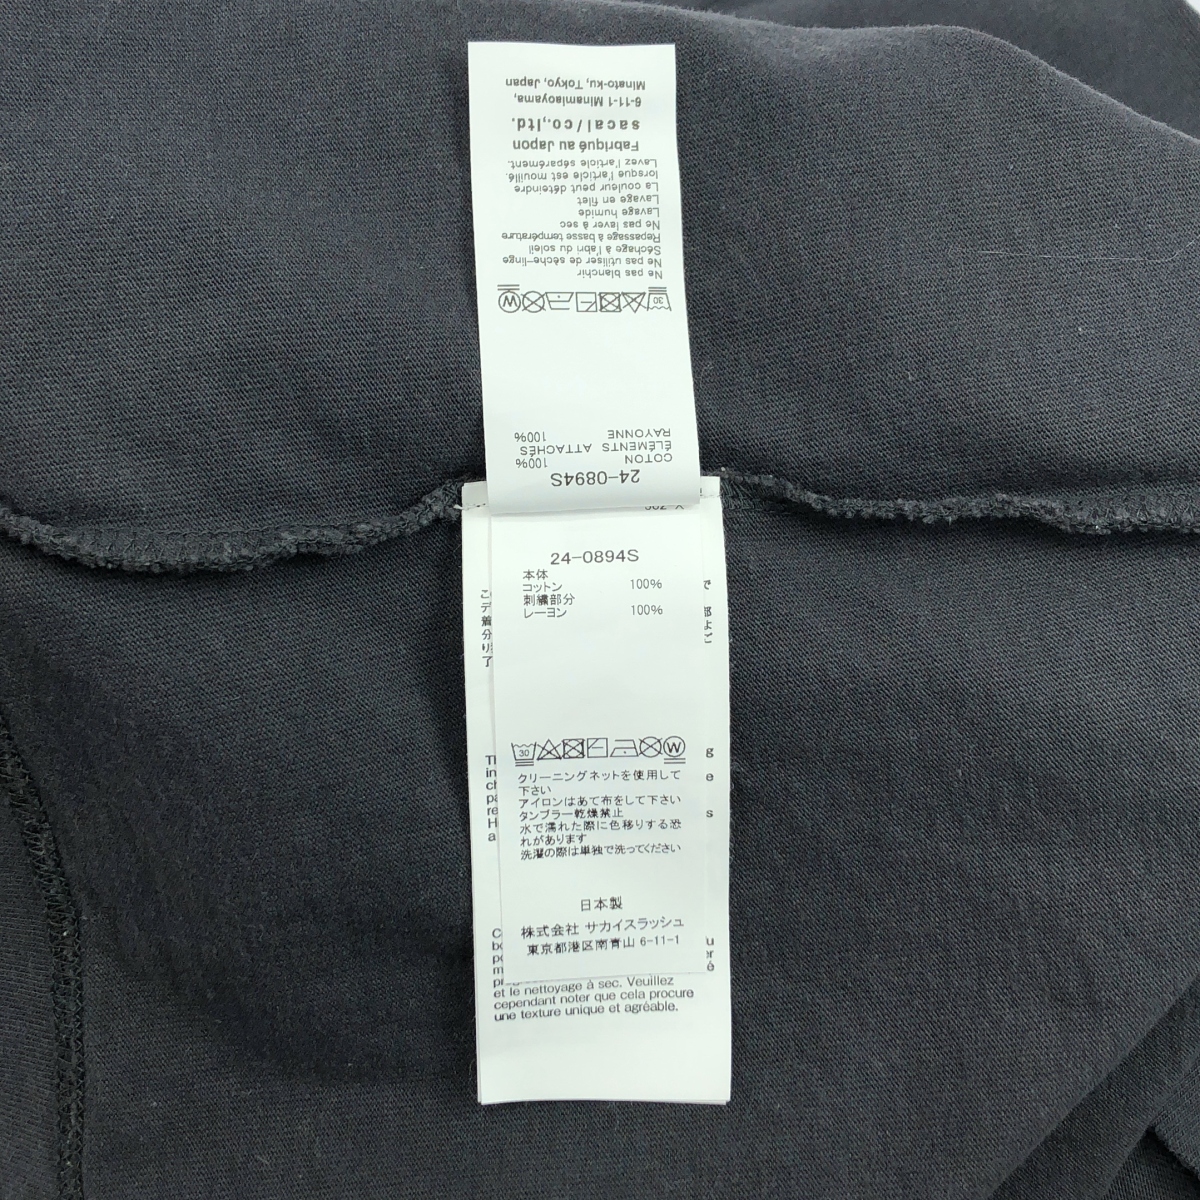 24-0894S
COTON 100%
ÉLÉMENTS ATTACHÉS
RAYONNE 100%
30
W
Ne pas blanchir
Ne pas utiliser de sèche-linge
Séchage à l'abri du soleil
Repassage à basse température
Ne pas laver à sec
Lavage humide
Lavage en filet
La couleur peut déteindre
lorsque l'article est mouillé.
Lavez l'article séparément.
Fabriqué au Japon
sacai/co.,ltd.
6-11-1 Minamiaoyama,
Minato-ku, Tokyo, Japan
24-0894S
本体
コットン 100%
刺繍部分
レーヨン 100%
30
W
クリーニングネットを使用して
下さい
アイロンはあて布をして下さい
タンブラー乾燥禁止
水で濡れた際に色移りする恐
れがあります
洗濯の際は単独で洗ってください
日本製
株式会社 サカイスラッシュ
東京都港区南青山 6-11-1
et le nettoyage à sec. Veuillez
cependant noter que cela procure
une texture unique et agréable.